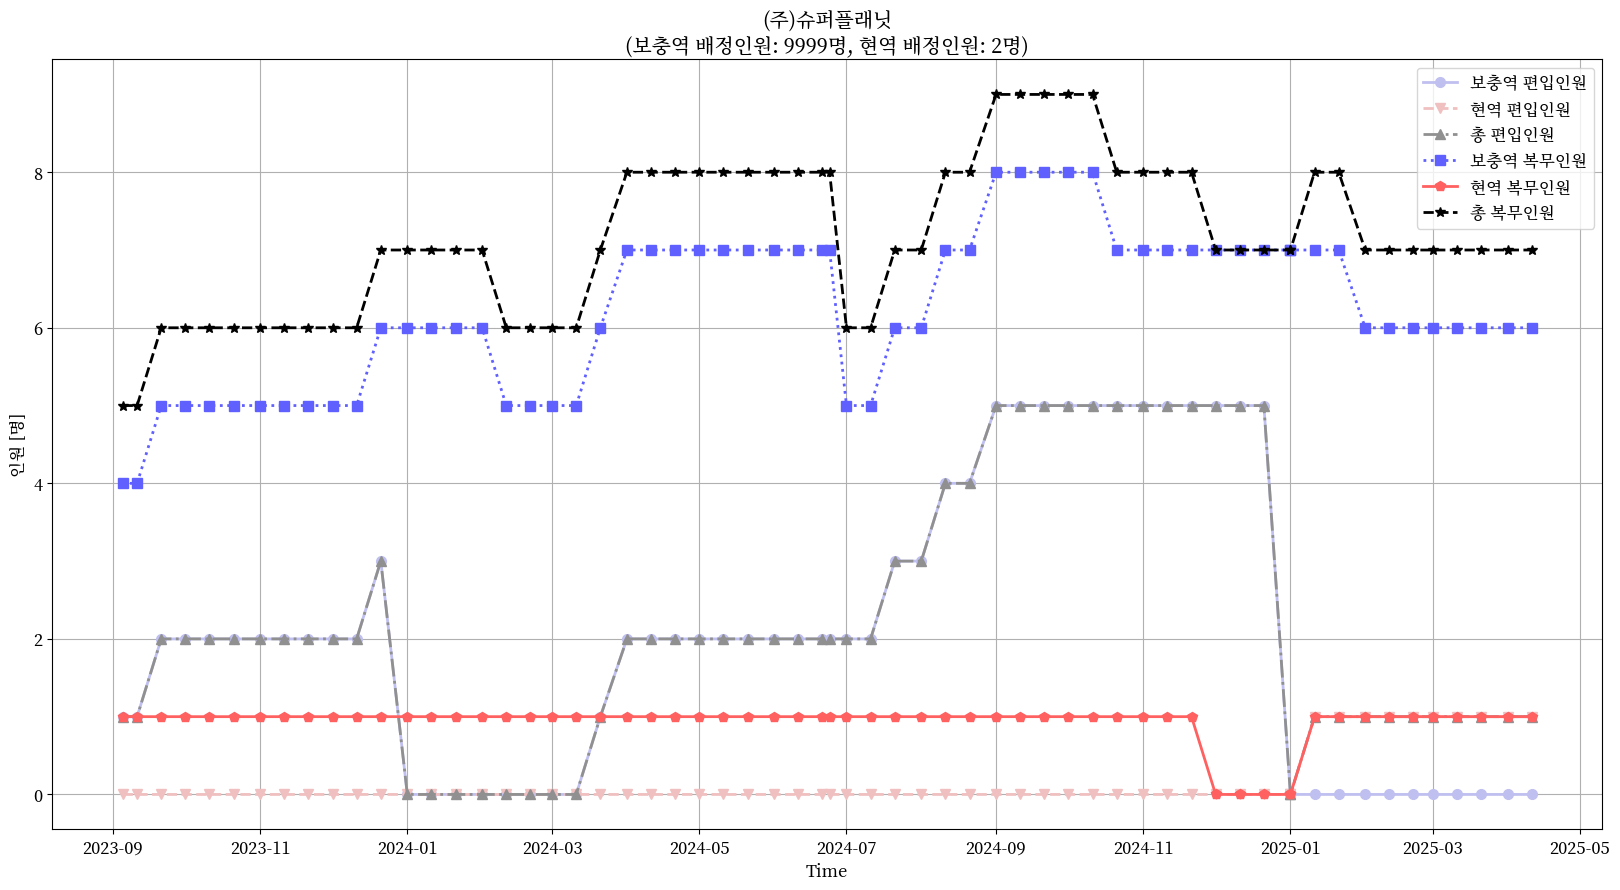 (주)슈퍼플래닛
(보충역 배정인원: 9999명, 현역 배정인원: 2명)
보충역 편입인원
현역 편입인원
총 편입인원
보충역 복무인원
현역 복무인원
총 복무인원
인원 [명]
8
6
4
2
0
2023-09
2023-11
2024-01
2024-03
2024-05
2024-07
2024-09
2024-11
2025-01
2025-03
2025-05
Time